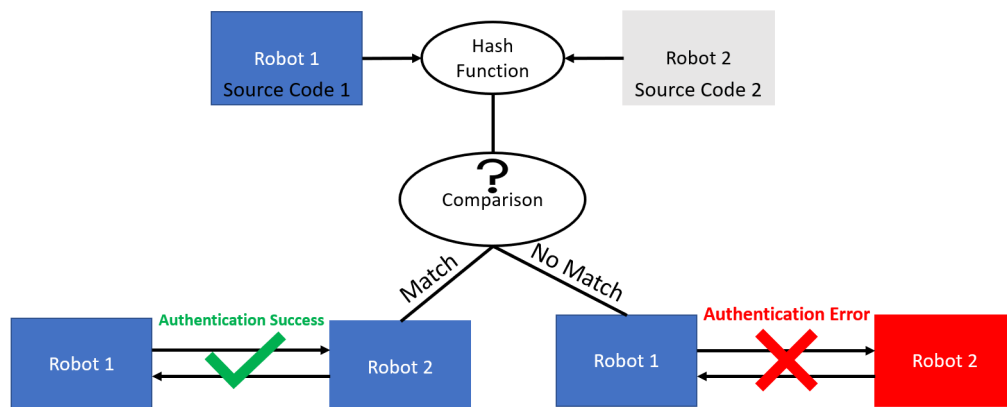 Robot 1
Source Code 1
Hash
Function
Robot 2
Source Code 2
?
Comparison
Match
No Match
Authentication Success
Robot 1
Robot 2
Authentication Error
Robot 1
Robot 2